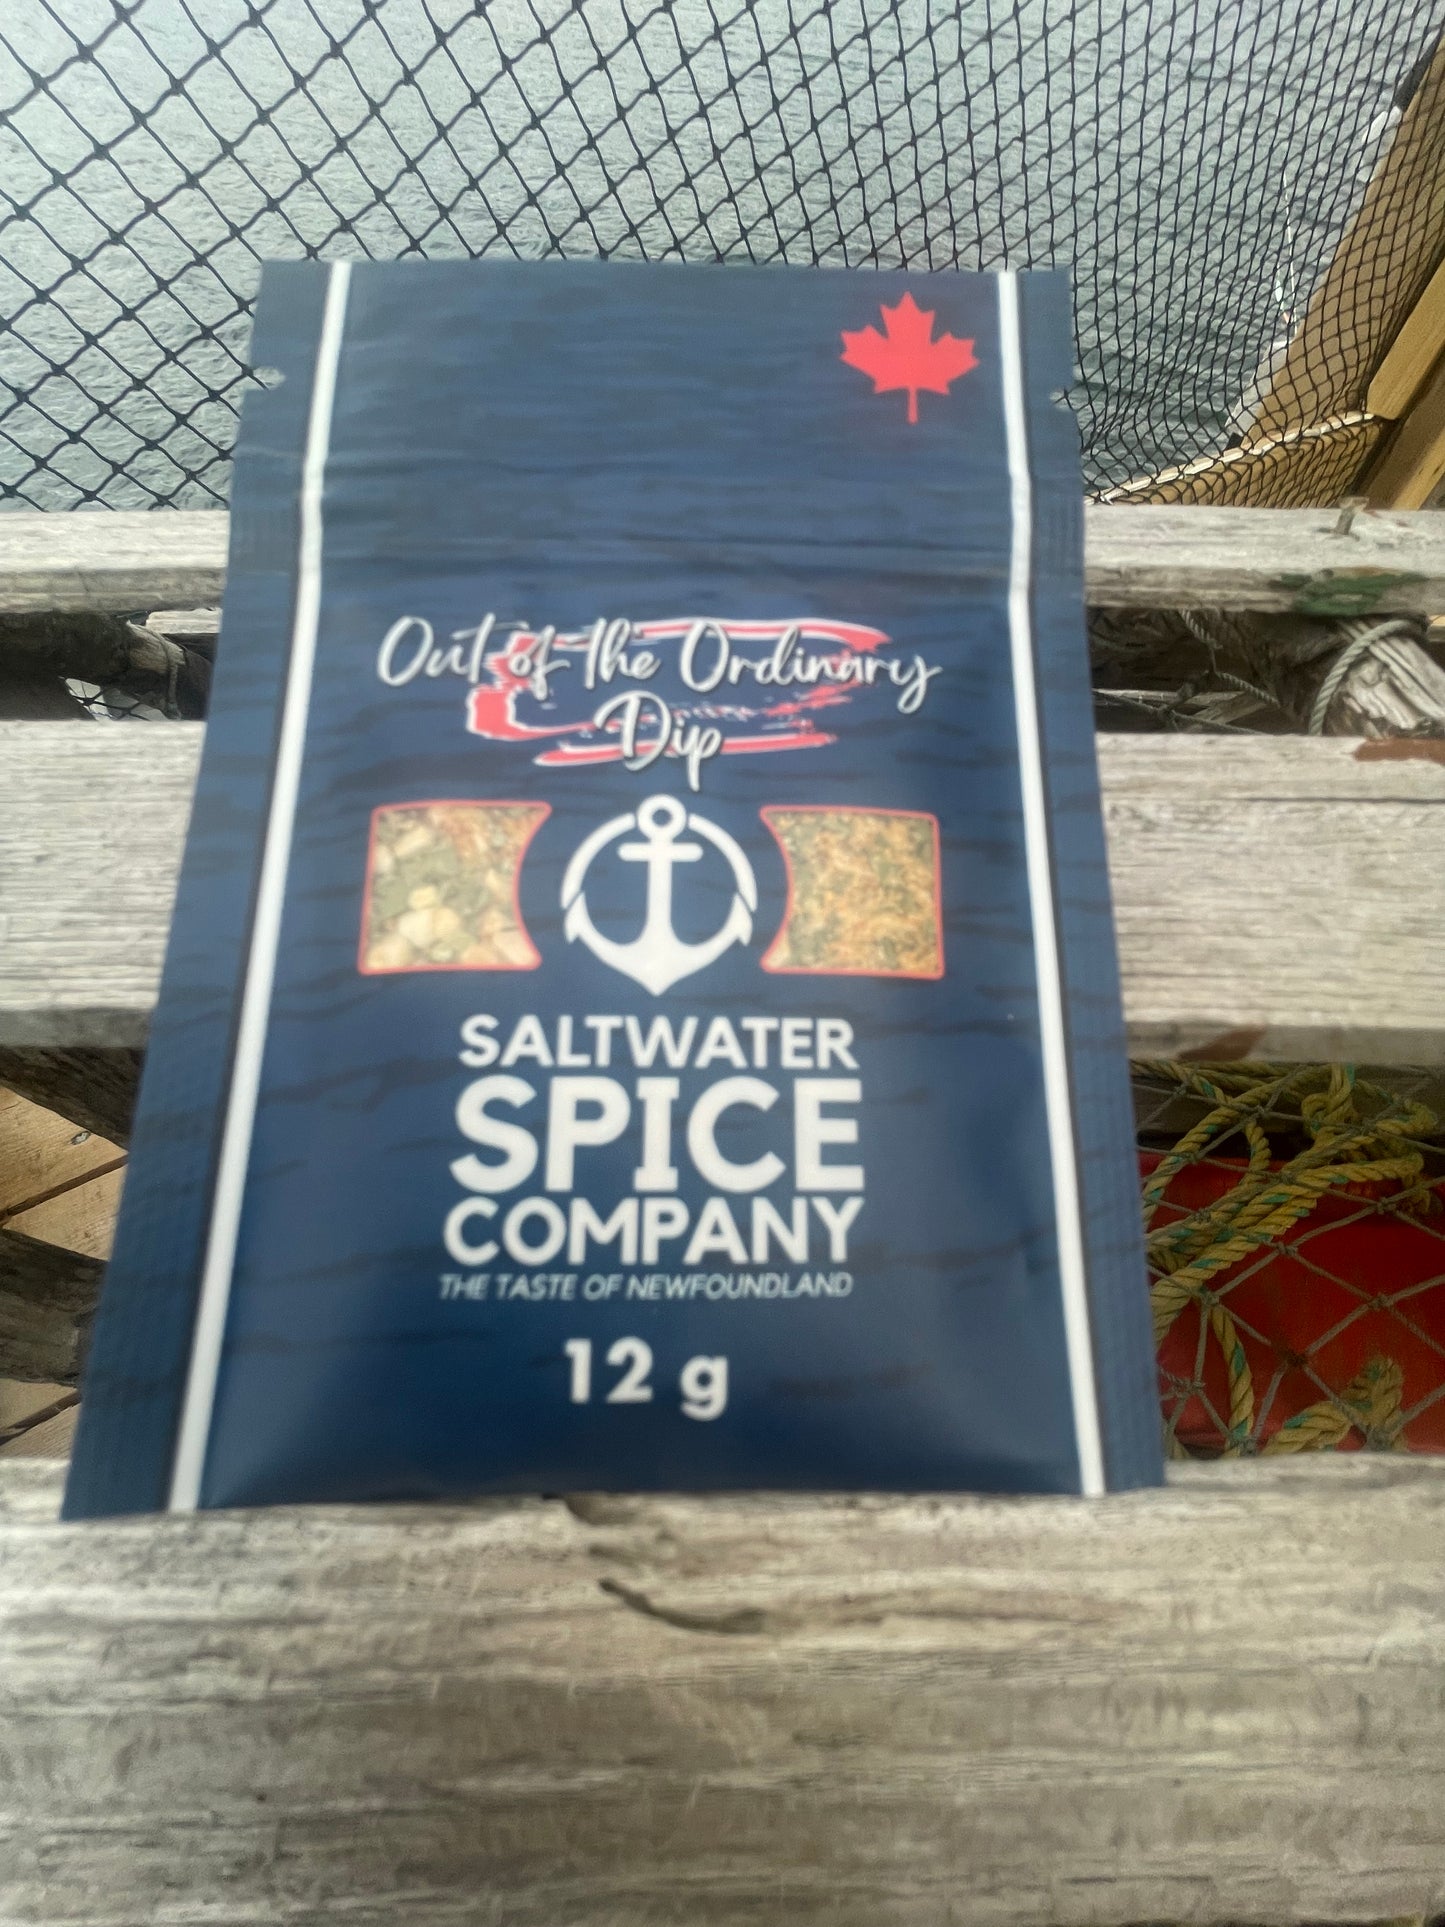 Out of the Ordinary
Dip
SALTWATER
SPICE
COMPANY
THE TASTE OF NEWFOUNDLAND
12 g